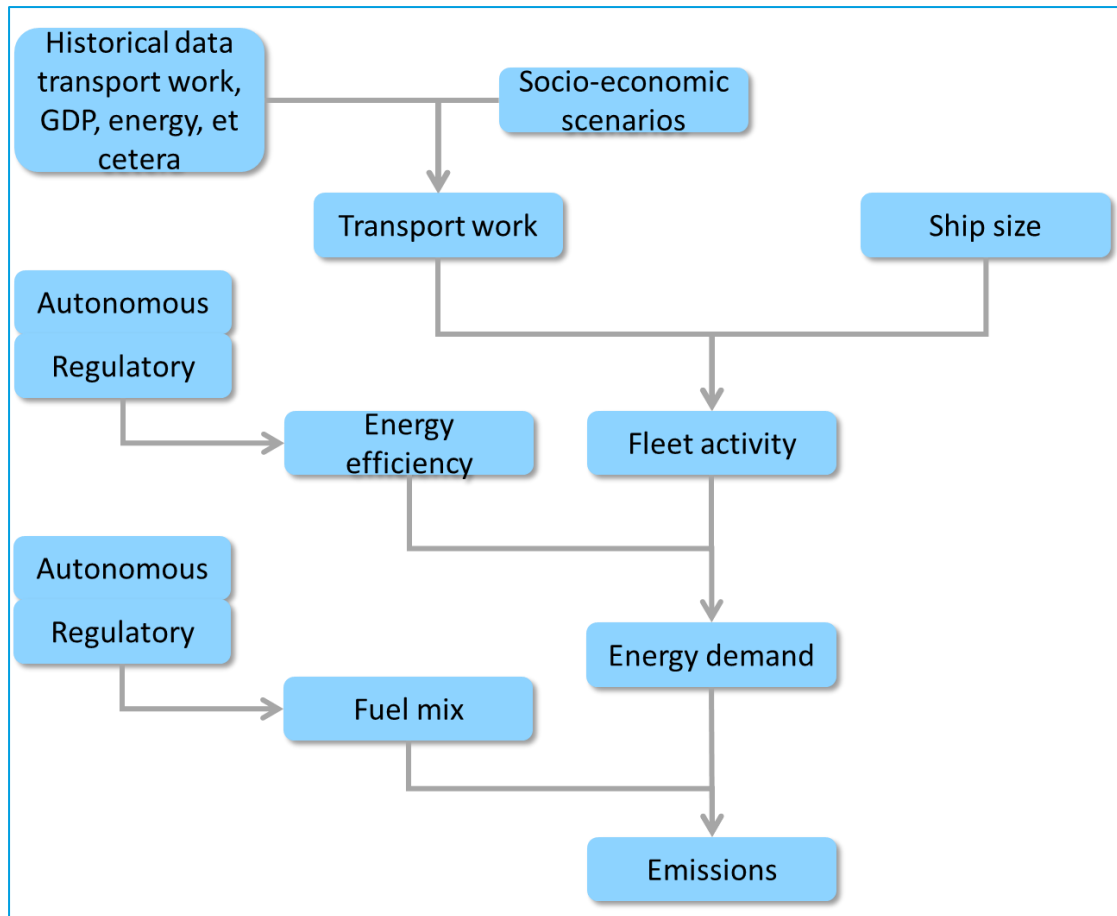 Historical data
transport work,
GDP, energy, et
cetera
Socio-economic
scenarios
Transport work
Ship size
Autonomous
Regulatory
Energy
efficiency
Fleet activity
Autonomous
Regulatory
Energy demand
Fuel mix
Emissions